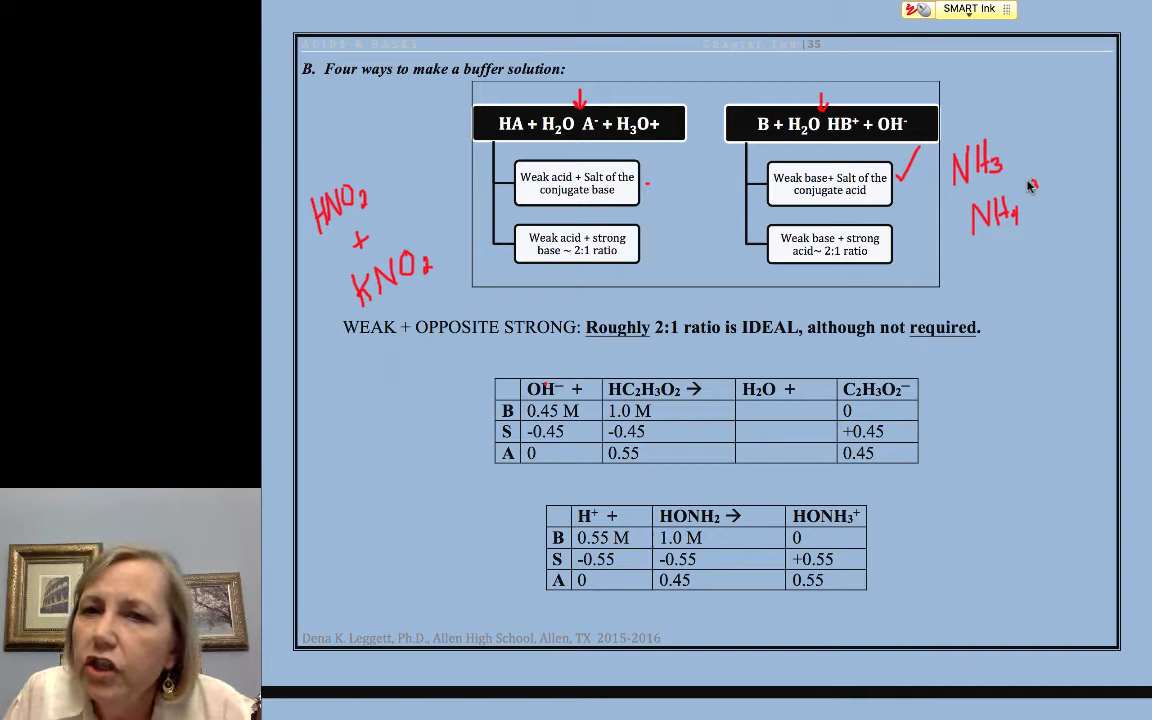 SMART Ink
ACIDS & BASES
Chapter Ten | 35
B. Four ways to make a buffer solution:
HA + H₂O A⁻ + H₃O+
B + H₂O HB⁺ + OH⁻
Weak acid + Salt of the
conjugate base
Weak base+ Salt of the
conjugate acid
Weak acid + strong
base ~ 2:1 ratio
Weak base + strong
acid~ 2:1 ratio
HNO₂
+
KNO₂
NH₃
NH₄
WEAK + OPPOSITE STRONG: Roughly 2:1 ratio is IDEAL, although not required.
OH⁻ + HC₂H₃O₂ → H₂O + C₂H₃O₂⁻
B 0.45 M 1.0 M 0
S -0.45 -0.45 +0.45
A 0 0.55 0.45
H⁺ + HONH₂ → HONH₃⁺
B 0.55 M 1.0 M 0
S -0.55 -0.55 +0.55
A 0 0.45 0.55
Dena K. Leggett, Ph.D., Allen High School, Allen, TX 2015-2016